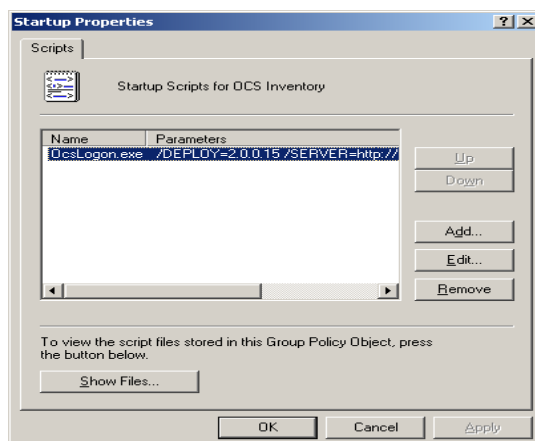 Startup Properties
Scripts
Startup Scripts for OCS Inventory
Name Parameters
OcsLogon.exe /DEPLOY=2.0.0.15 /SERVER=http://
Up
Down
Add...
Edit...
Remove
To view the script files stored in this Group Policy Object, press
the button below.
Show Files...
OK Cancel Apply